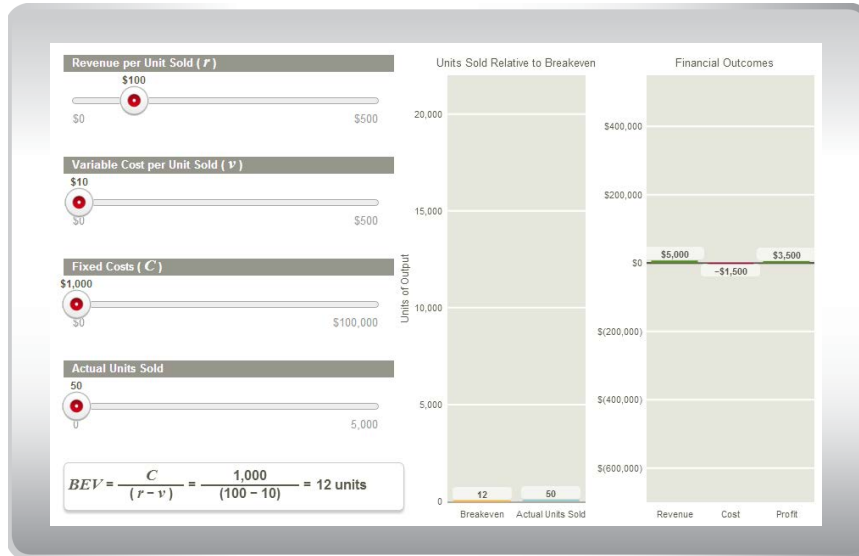 Revenue per Unit Sold ( r )
$100
$0 $500
Variable Cost per Unit Sold ( v )
$10
$0 $500
Fixed Costs ( C )
$1,000
$0 $100,000
Actual Units Sold
50
0 5,000
BEV = C / ( r − v ) = 1,000 / (100 − 10) = 12 units
Units Sold Relative to Breakeven
Units of Output
20,000
15,000
10,000
5,000
0
12 50
Breakeven Actual Units Sold
Financial Outcomes
$400,000
$200,000
$0
$(200,000)
$(400,000)
$(600,000)
$5,000 −$1,500 $3,500
Revenue Cost Profit